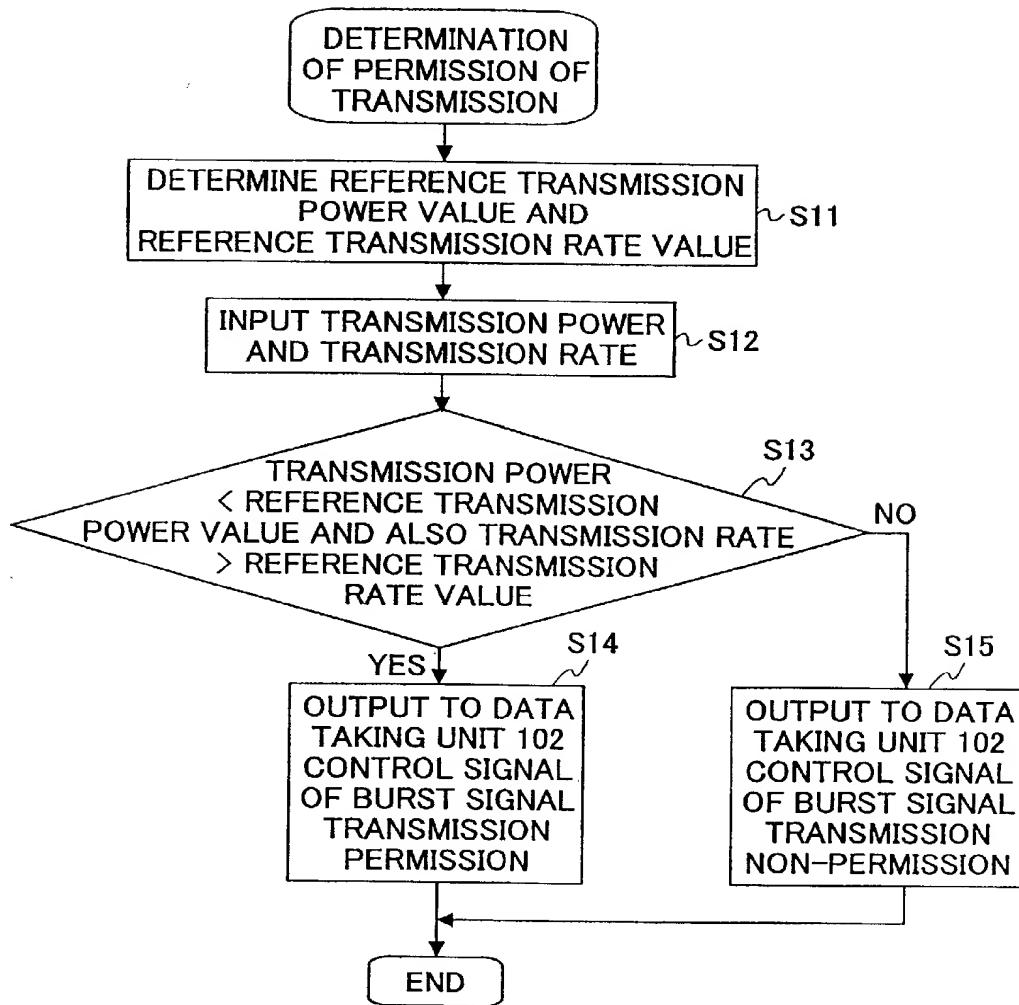 DETERMINATION
OF PERMISSION OF
TRANSMISSION
DETERMINE REFERENCE TRANSMISSION
POWER VALUE AND
REFERENCE TRANSMISSION RATE VALUE
S11
INPUT TRANSMISSION POWER
AND TRANSMISSION RATE
S12
S13
TRANSMISSION POWER
< REFERENCE TRANSMISSION
POWER VALUE AND ALSO TRANSMISSION RATE
> REFERENCE TRANSMISSION
RATE VALUE
NO
YES
S14
OUTPUT TO DATA
TAKING UNIT 102
CONTROL SIGNAL
OF BURST SIGNAL
TRANSMISSION
PERMISSION
S15
OUTPUT TO DATA
TAKING UNIT 102
CONTROL SIGNAL
OF BURST SIGNAL
TRANSMISSION
NON-PERMISSION
END